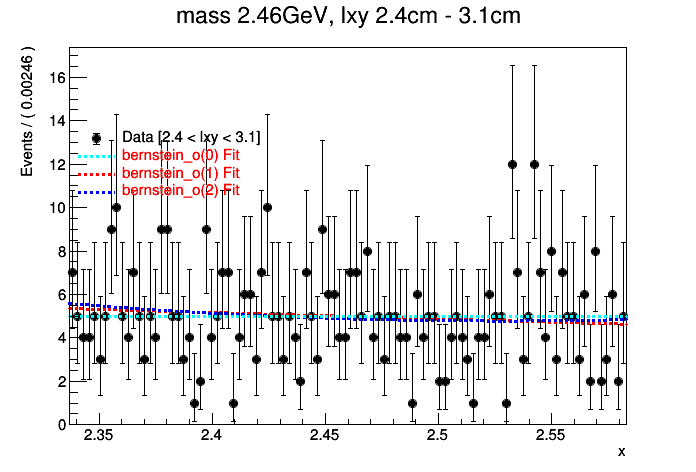 mass 2.46GeV, lxy 2.4cm - 3.1cm
Events / ( 0.00246 )
16
14
12
10
8
6
4
2
0
Data [2.4 < lxy < 3.1]
bernstein_o(0) Fit
bernstein_o(1) Fit
bernstein_o(2) Fit
2.35 2.4 2.45 2.5 2.55
x